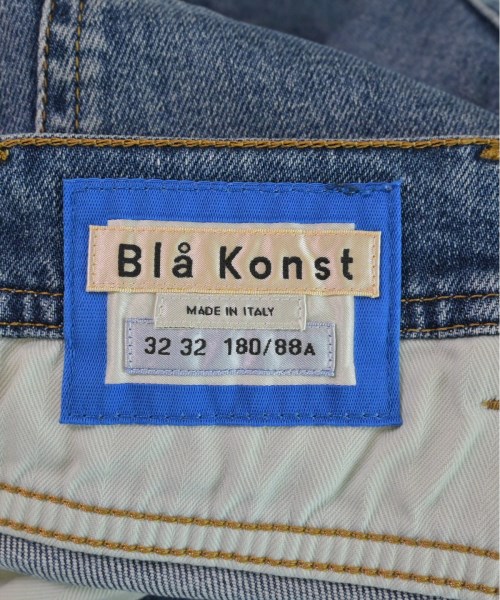 Blå Konst
MADE IN ITALY
32 32 180/88A